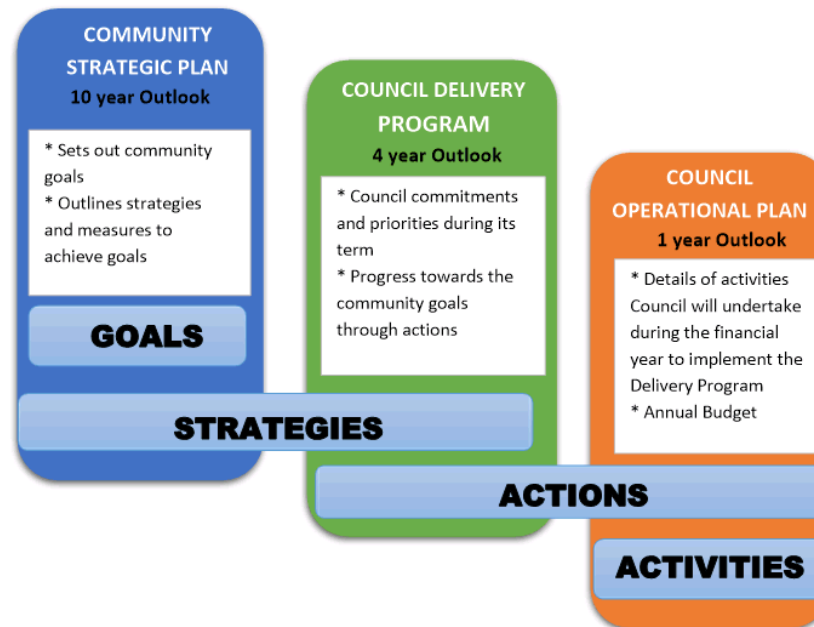 COMMUNITY
STRATEGIC PLAN
10 year Outlook
* Sets out community
goals
* Outlines strategies
and measures to
achieve goals
GOALS
COUNCIL DELIVERY
PROGRAM
4 year Outlook
* Council commitments
and priorities during its
term
* Progress towards the
community goals
through actions
COUNCIL
OPERATIONAL PLAN
1 year Outlook
* Details of activities
Council will undertake
during the financial
year to implement the
Delivery Program
* Annual Budget
STRATEGIES
ACTIONS
ACTIVITIES